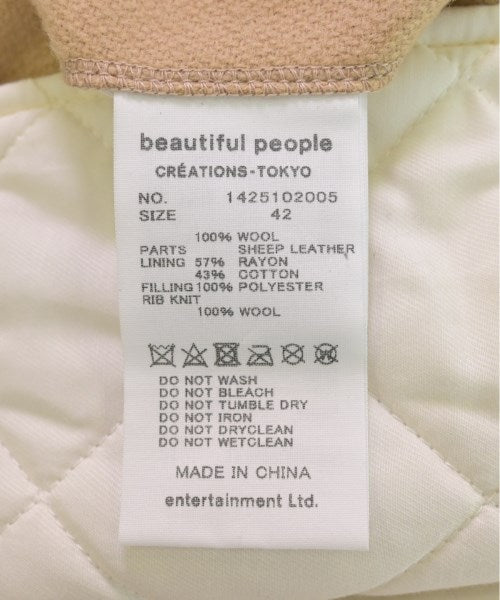 beautiful people
CRÉATIONS-TOKYO
NO. 1425102005
SIZE 42
100% WOOL
PARTS SHEEP LEATHER
LINING 57% RAYON
43% COTTON
FILLING 100% POLYESTER
RIB KNIT
100% WOOL
DO NOT WASH
DO NOT BLEACH
DO NOT TUMBLE DRY
DO NOT IRON
DO NOT DRYCLEAN
DO NOT WETCLEAN
MADE IN CHINA
entertainment Ltd.